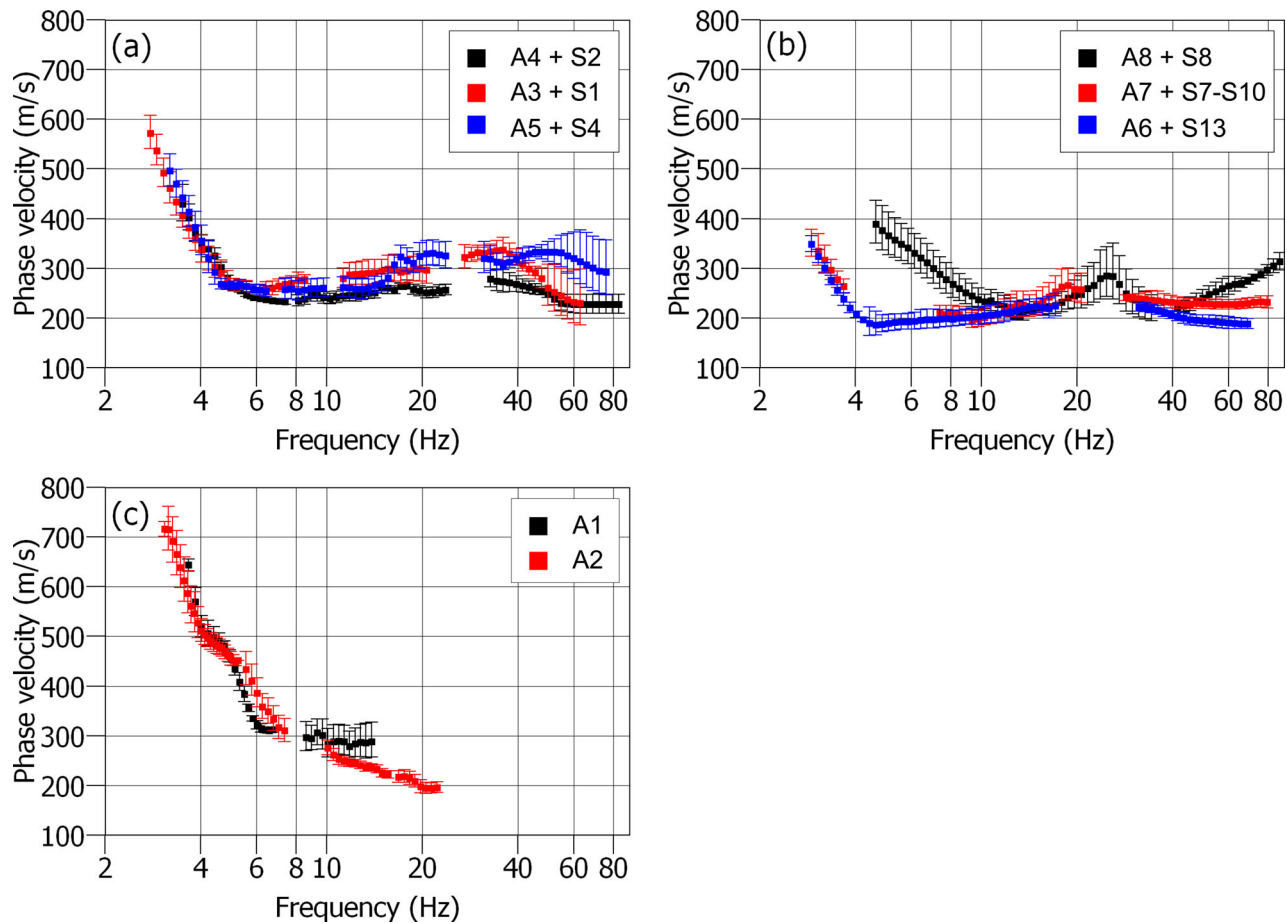 (a)
A4 + S2
A3 + S1
A5 + S4
Phase velocity (m/s)
800
700
600
500
400
300
200
100
2 4 6 8 10 20 40 60 80
Frequency (Hz)
(b)
A8 + S8
A7 + S7-S10
A6 + S13
Phase velocity (m/s)
800
700
600
500
400
300
200
100
2 4 6 8 10 20 40 60 80
Frequency (Hz)
(c)
A1
A2
Phase velocity (m/s)
800
700
600
500
400
300
200
100
2 4 6 8 10 20 40 60 80
Frequency (Hz)